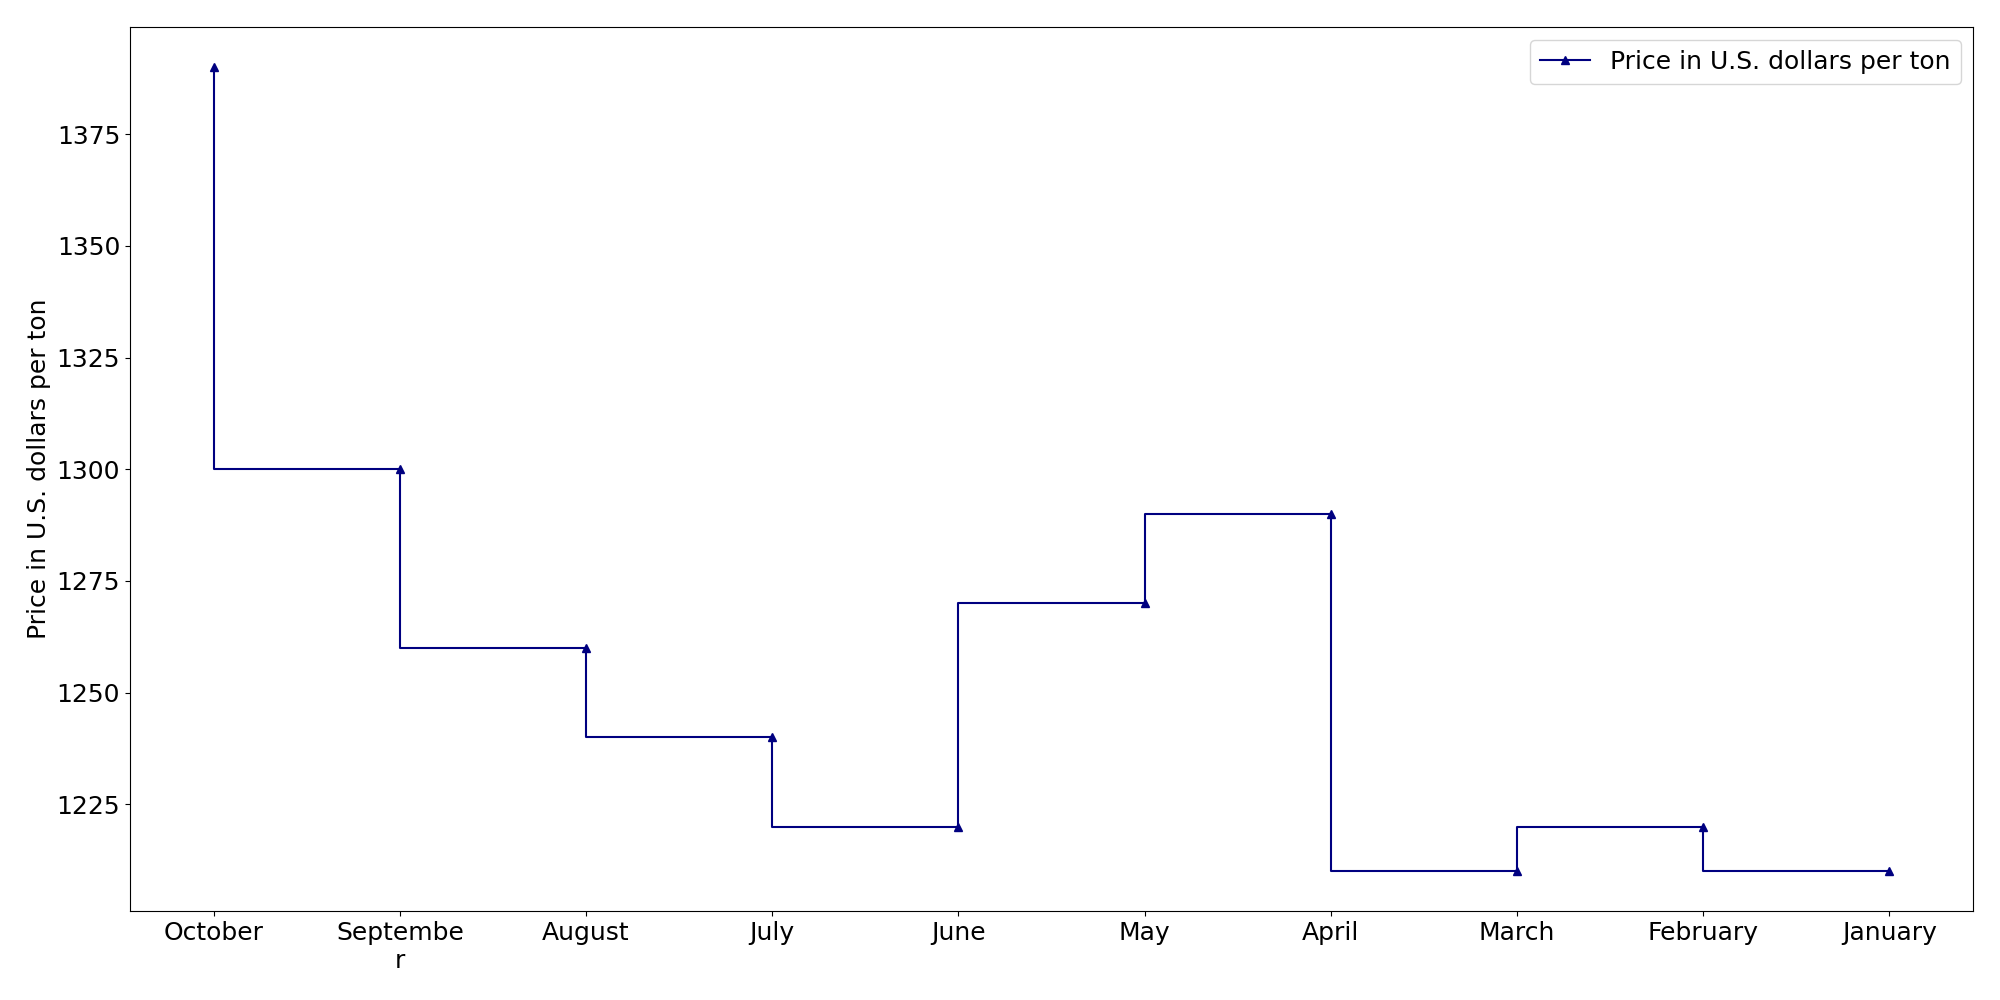 Price in U.S. dollars per ton
1375
1350
1325
1300
1275
1250
1225
Price in U.S. dollars per ton
October
Septembe
r
August
July
June
May
April
March
February
January